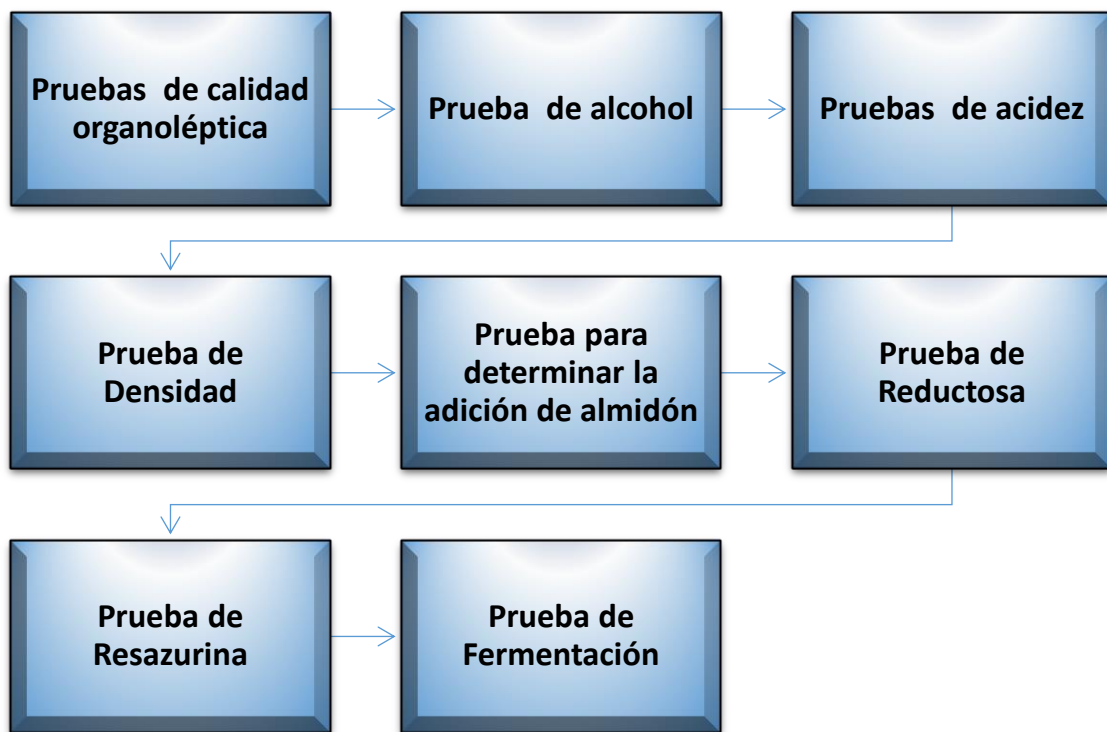 Pruebas de calidad
organoléptica
Prueba de alcohol
Pruebas de acidez
Prueba de
Densidad
Prueba para
determinar la
adición de almidón
Prueba de
Reductosa
Prueba de
Resazurina
Prueba de
Fermentación